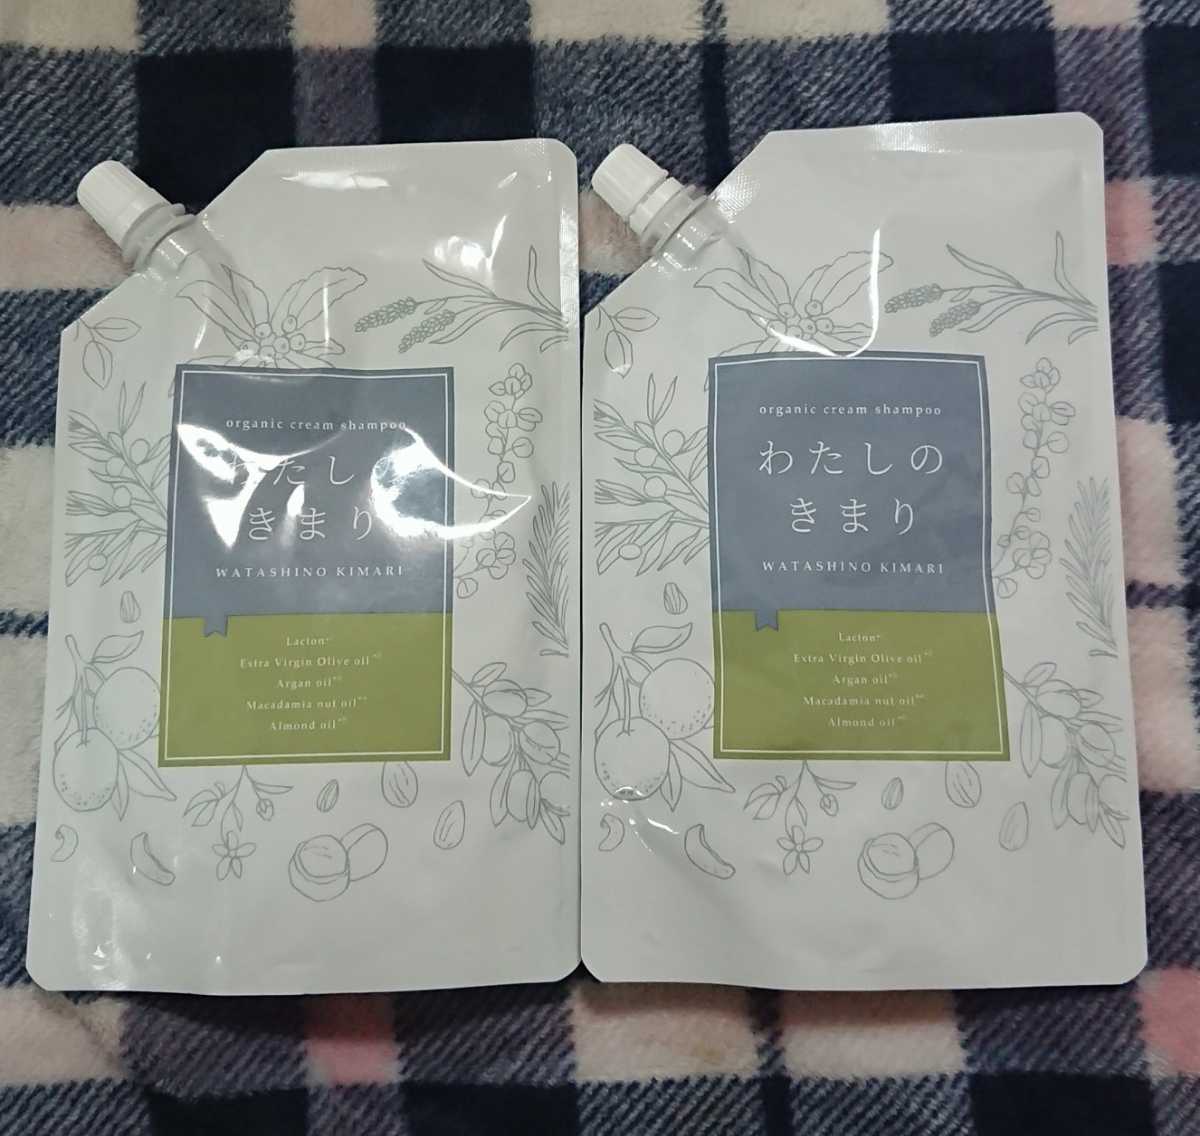 organic cream shampoo
わたしの
きまり
WATASHINO KIMARI
Lacton
Extra Virgin Olive oil
Argan oil
Macadamia nut oil
Almond oil
organic cream shampoo
わたしの
きまり
WATASHINO KIMARI
Lacton
Extra Virgin Olive oil
Argan oil
Macadamia nut oil
Almond oil